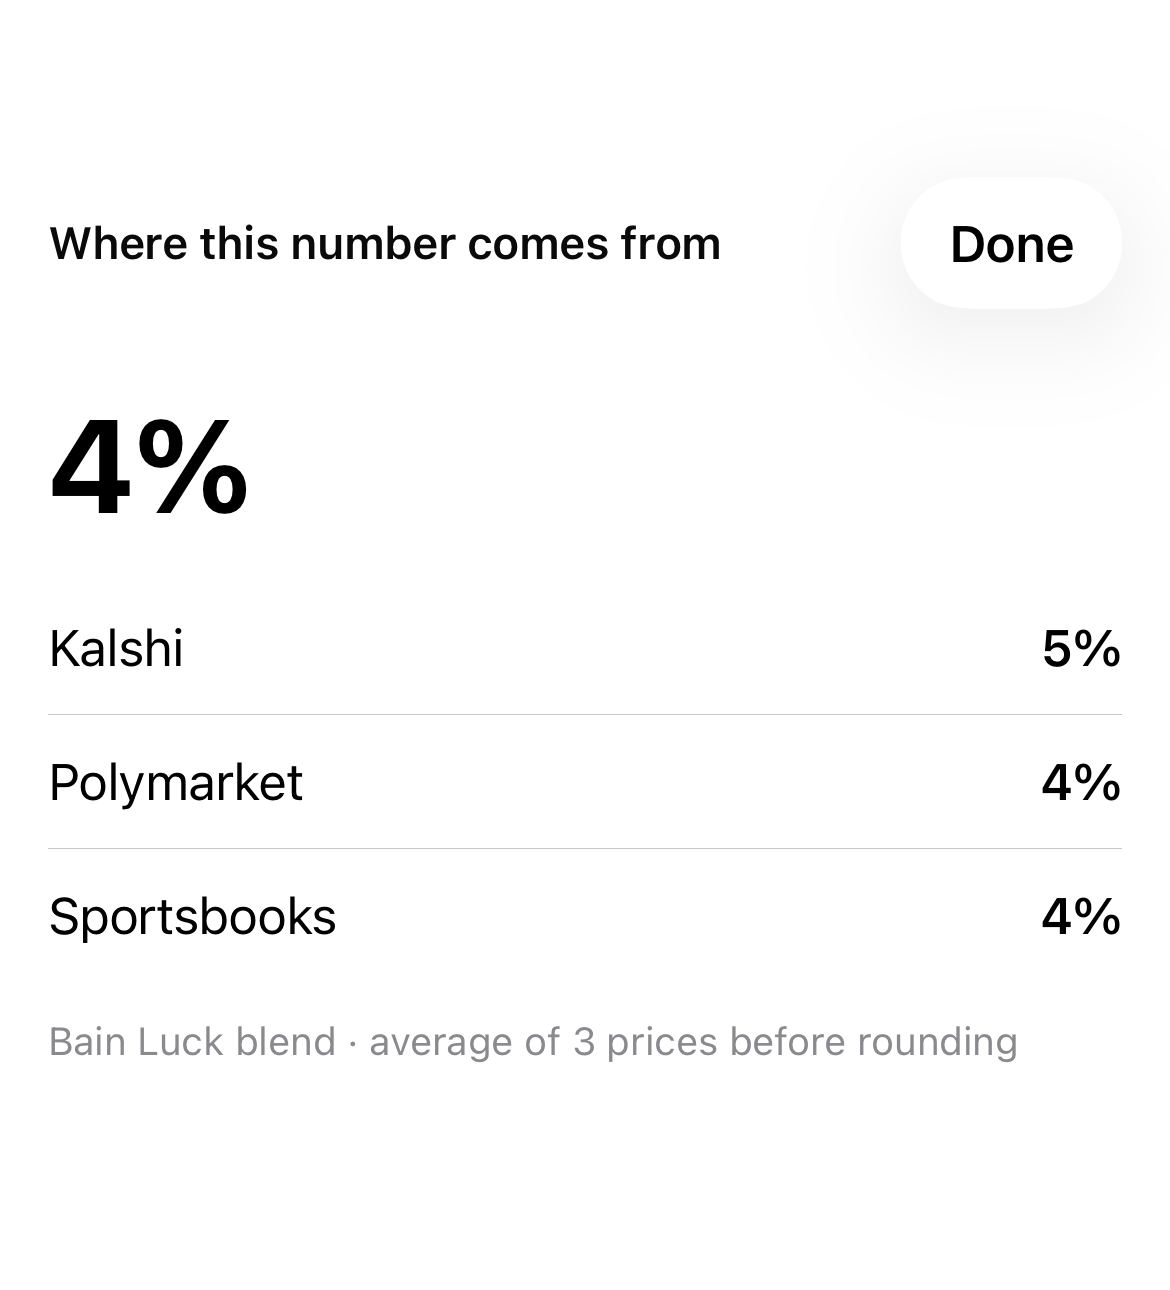 Where this number comes from
Done
4%
Kalshi 5%
Polymarket 4%
Sportsbooks 4%
Bain Luck blend · average of 3 prices before rounding